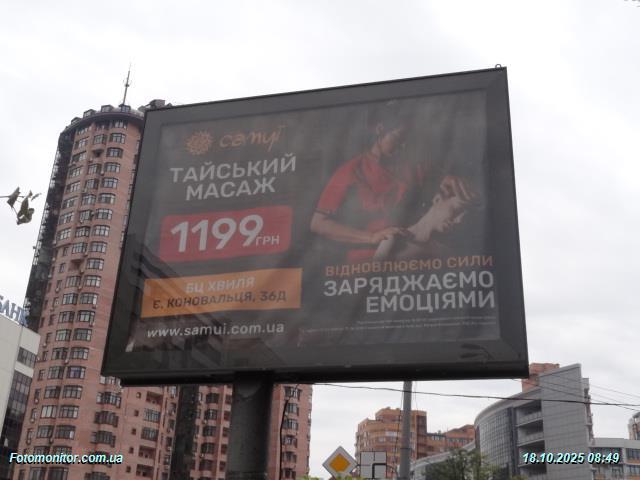 самуї
ТАЙСЬКИЙ
МАСАЖ
1199 ГРН
БЦ ХВИЛЯ
Є. КОНОВАЛЬЦЯ, 36Д
www.samui.com.ua
ВІДНОВЛЮЄМО СИЛИ
ЗАРЯДЖАЄМО
ЕМОЦІЯМИ
Fotomonitor.com.ua
18.10.2025 08:49